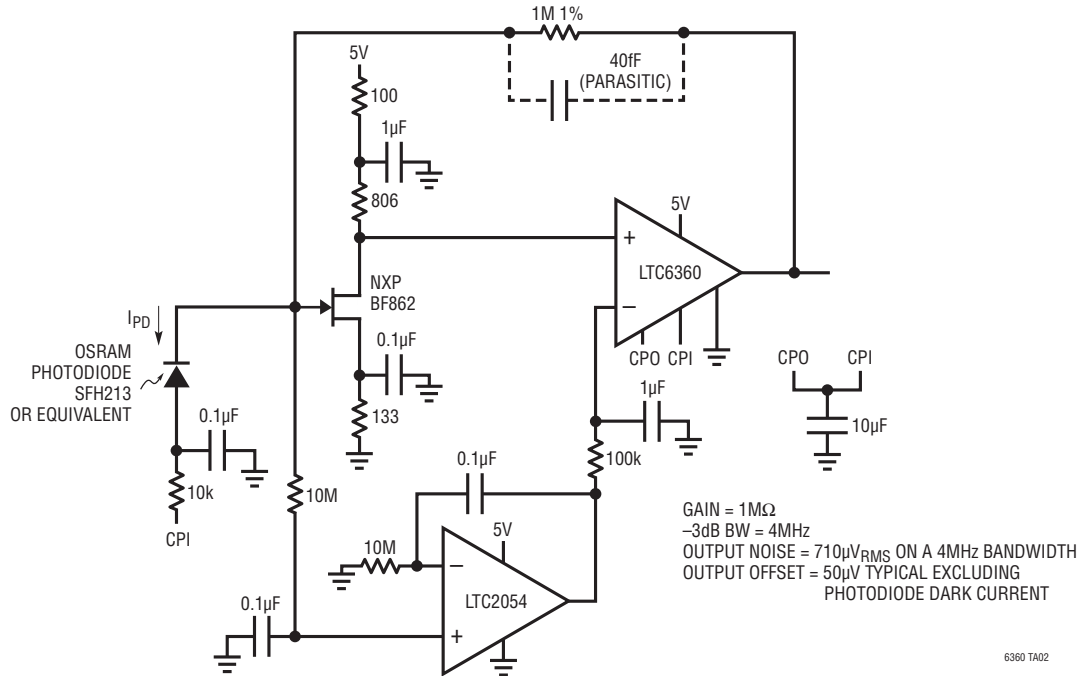 1M 1%
40fF
(PARASITIC)
5V
100
1µF
806
5V
+
LTC6360
NXP
BF862
−
IPD
OSRAM
PHOTODIODE
SFH213
OR EQUIVALENT
0.1µF
CPO CPI
CPO CPI
0.1µF
133
1µF
10µF
10k
10M
0.1µF
100k
CPI
5V
10M
−
LTC2054
0.1µF
+
GAIN = 1MΩ
–3dB BW = 4MHz
OUTPUT NOISE = 710µVRMS ON A 4MHz BANDWIDTH
OUTPUT OFFSET = 50µV TYPICAL EXCLUDING
PHOTODIODE DARK CURRENT
6360 TA02